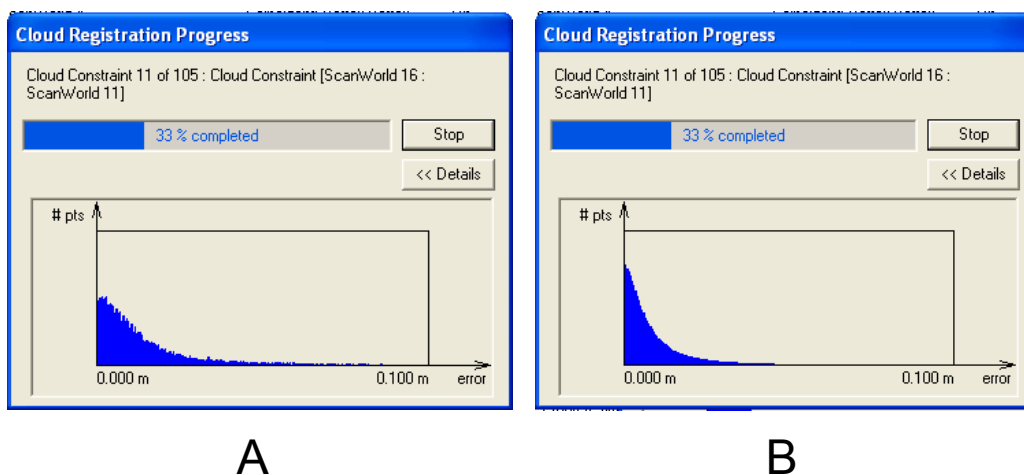 Cloud Registration Progress
Cloud Constraint 11 of 105 : Cloud Constraint [ScanWorld 16 :
ScanWorld 11]
33 % completed
Stop
<< Details
# pts
0.000 m
0.100 m
error
A
Cloud Registration Progress
Cloud Constraint 11 of 105 : Cloud Constraint [ScanWorld 16 :
ScanWorld 11]
33 % completed
Stop
<< Details
# pts
0.000 m
0.100 m
error
B